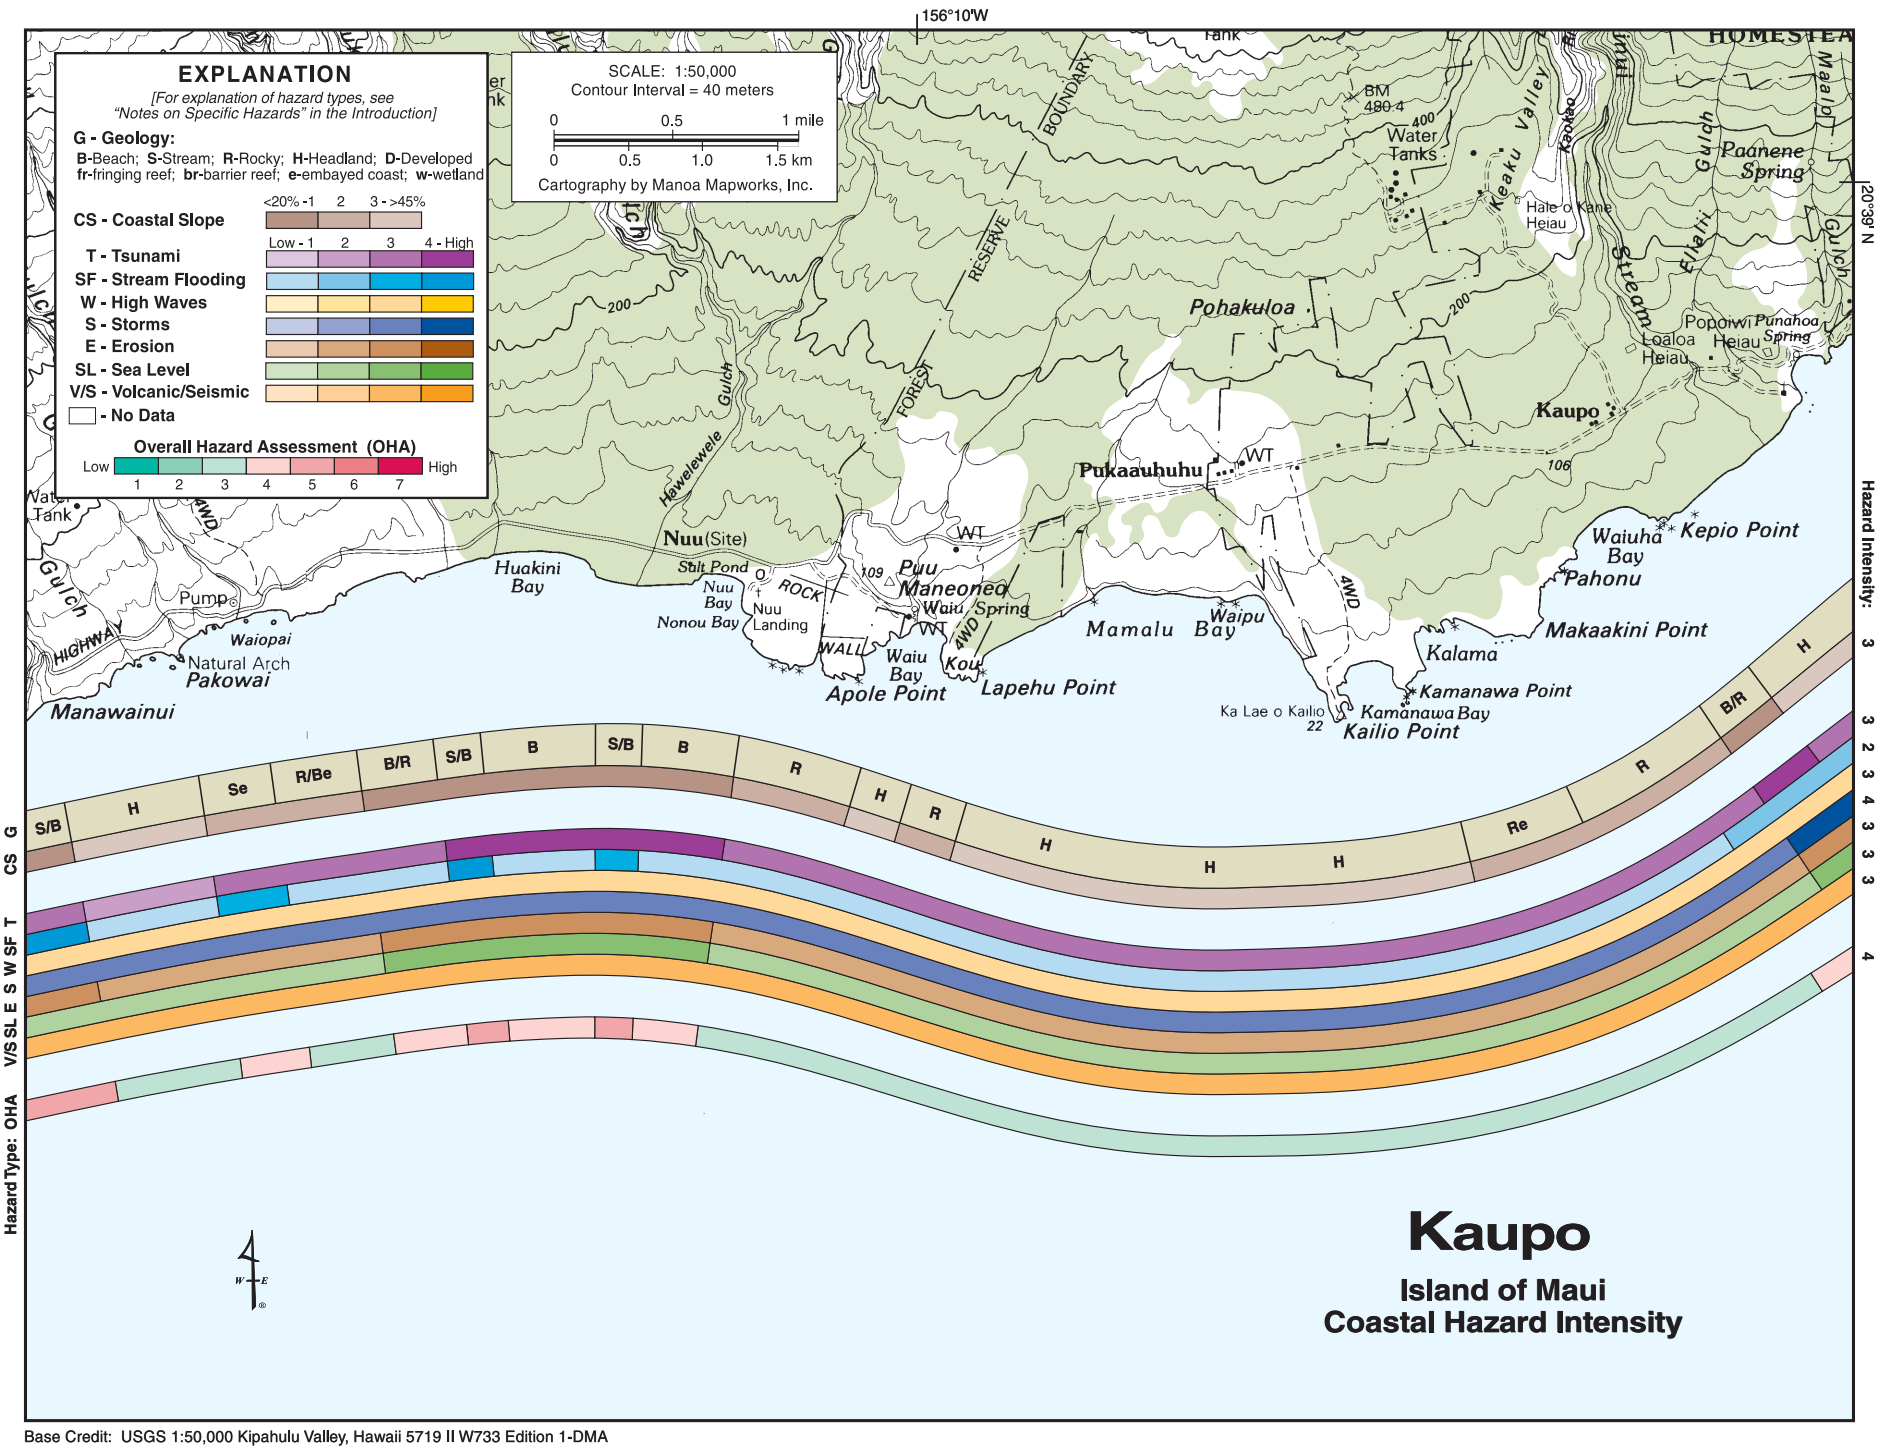 156°10'W
EXPLANATION
[For explanation of hazard types, see
“Notes on Specific Hazards” in the Introduction]
G - Geology:
B-Beach; S-Stream; R-Rocky; H-Headland; D-Developed
fr-fringing reef; br-barrier reef; e-embayed coast; w-wetland
<20% -1 2 3 - >45%
CS - Coastal Slope
Low - 1 2 3 4 - High
T - Tsunami
SF - Stream Flooding
W - High Waves
S - Storms
E - Erosion
SL - Sea Level
V/S - Volcanic/Seismic
- No Data
Overall Hazard Assessment (OHA)
Low High
1 2 3 4 5 6 7
SCALE: 1:50,000
Contour Interval = 40 meters
0 0.5 1 mile
0 0.5 1.0 1.5 km
Cartography by Manoa Mapworks, Inc.
Tank
HOMESTEA
BOUNDARY
RESERVE
FOREST
BM
480.4
400
Water
Tanks
Keaku Valley
Kaokao
Hale o Kane
Heiau
Stream
Elialii Gulch
Paanene
Spring
Malo
Gulch
20°39' N
200
Pohakuloa
200
Popoiwi
Heiau
Punahoa
Spring
Loaloa
Heiau
Kaupo
106
Pukaauhuhu
WT
Hawelewele Gulch
Nuu (Site)
Salt Pond
Nuu
Bay
Nonou Bay
Nuu
Landing
ROCK
WALL
109
Puu
Maneoneo
WT
Waiu Spring
WT
4WD
Kou
Waiu
Bay
Apole Point
Lapehu Point
Huakini
Bay
Tank
4WD
Gulch
Pump
HIGHWAY
Waiopai
Natural Arch
Pakowai
Manawainui
Mamalu Bay
Waipu
4WD
Ka Lae o Kailio
22
Kailio Point
Kamanawa Bay
Kamanawa Point
Kalama
Makaakini Point
Pahonu
Waiuha
Bay
Kepio Point
Hazard Intensity:
3
3
2
3
4
3
3
3
4
S/B H Se R/Be B/R S/B B S/B B R H R H H H Re R B/R H
G
CS
T
SF
W
S
E
SL
V/S
OHA
Hazard Type:
W E
®
Kaupo
Island of Maui
Coastal Hazard Intensity
Base Credit: USGS 1:50,000 Kipahulu Valley, Hawaii 5719 II W733 Edition 1-DMA